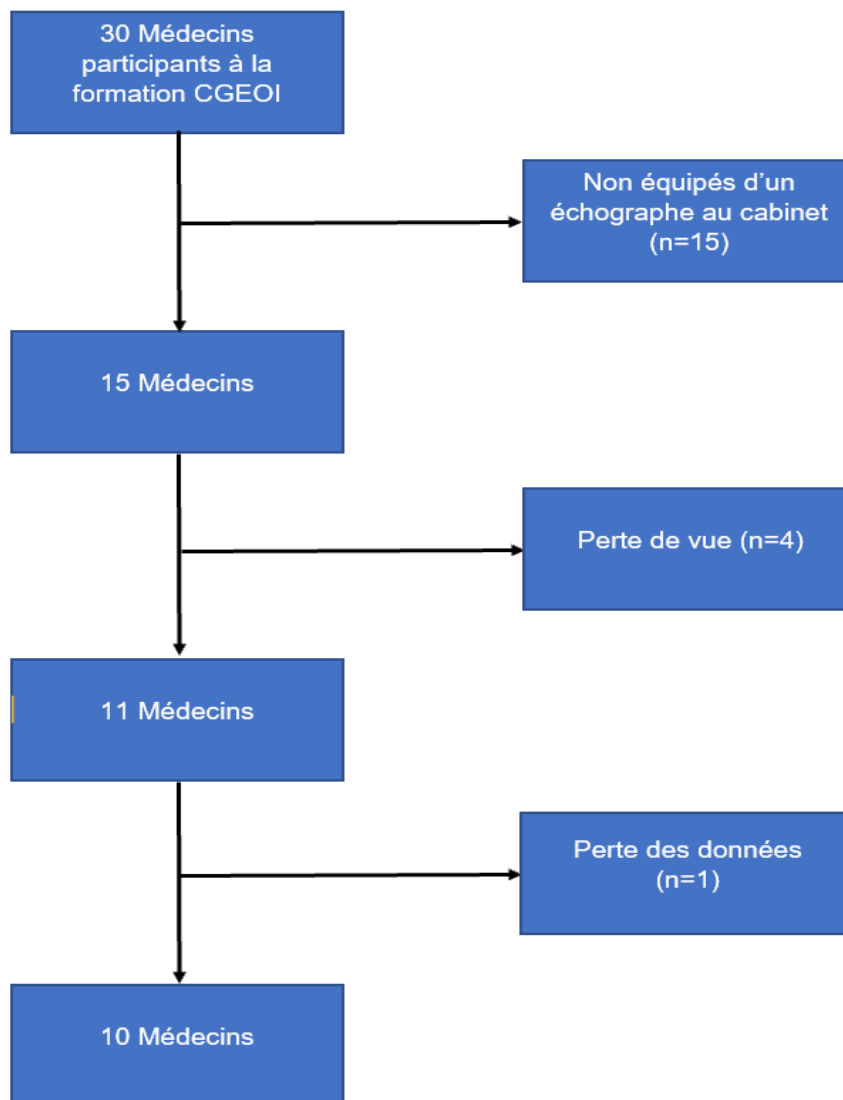 30 Médecins
participants à la
formation CGEOI
Non équipés d'un
échographe au cabinet
(n=15)
15 Médecins
Perte de vue (n=4)
11 Médecins
Perte des données
(n=1)
10 Médecins